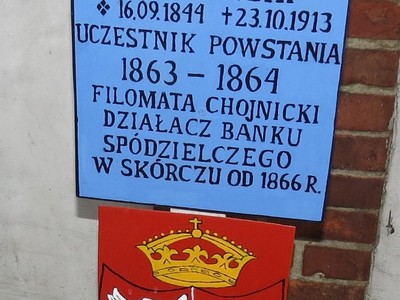 ❖ 16.09.1844 +23.10.1913
UCZESTNIK POWSTANIA
1863 – 1864
FILOMATA CHOJNICKI
DZIAŁACZ BANKU
SPÓDZIELCZEGO
W SKÓRCZU OD 1866 R.